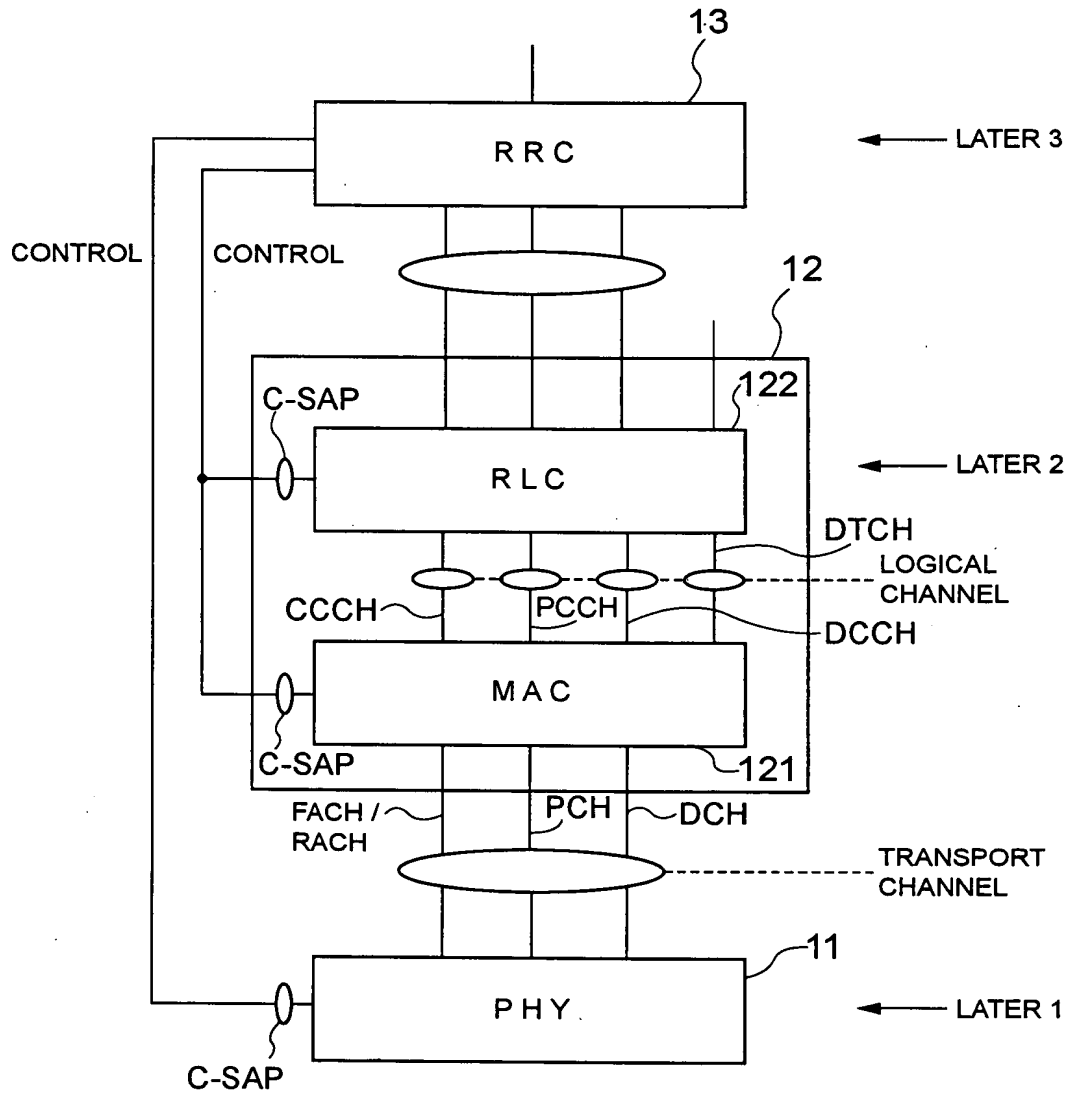 13
RRC
LATER 3
CONTROL
CONTROL
12
C-SAP
122
RLC
LATER 2
DTCH
LOGICAL
CHANNEL
CCCH
PCCH
DCCH
MAC
C-SAP
121
FACH /
RACH
PCH
DCH
TRANSPORT
CHANNEL
11
PHY
LATER 1
C-SAP